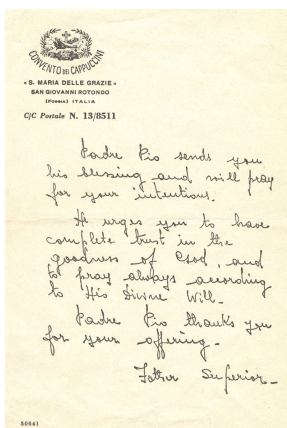 CONVENTO DEI CAPPUCCINI
« S. MARIA DELLE GRAZIE »
SAN GIOVANNI ROTONDO
(FOGGIA) ITALIA
C/C Postale N. 13/8511
Padre Pio sends you
his blessing and will pray
for your intentions.
He urges you to have
complete trust in the
goodness of God, and
to pray always according
to His Divine Will.
Padre Pio thanks you
for your offering.
Father Superior.
50641